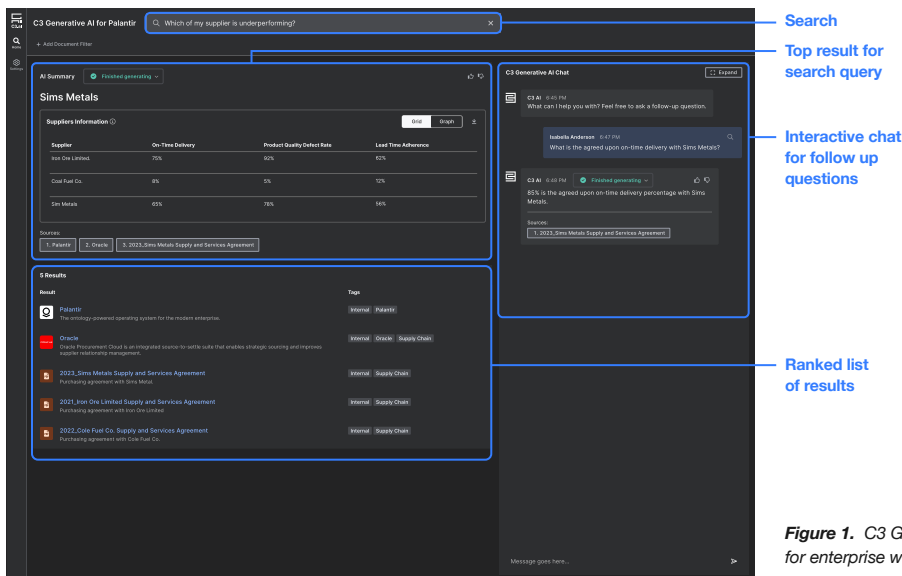 C3 Generative AI for Palantir
Which of my supplier is underperforming?
Search
Home
+ Add Document Filter
Settings
Top result for
search query
AI Summary
Finished generating
Sims Metals
Suppliers Information
Grid
Graph
Supplier
On-Time Delivery
Product Quality Defect Rate
Lead Time Adherence
Iron Ore Limited.
75%
92%
62%
Coal Fuel Co.
8%
5%
12%
Sim Metals
65%
78%
56%
Sources:
1. Palantir
2. Oracle
3. 2023_Sims Metals Supply and Services Agreement
C3 Generative AI Chat
Expand
C3 AI 6:45 PM
What can I help you with? Feel free to ask a follow-up question.
Isabella Anderson 6:47 PM
What is the agreed upon on-time delivery with Sims Metals?
C3 AI 6:48 PM
Finished generating
85% is the agreed upon on-time delivery percentage with Sims
Metals.
Sources:
1. 2023_Sims Metals Supply and Services Agreement
Interactive chat
for follow up
questions
5 Results
Result
Tags
Palantir
The ontology-powered operating system for the modern enterprise.
Internal
Palantir
Oracle
Oracle Procurement Cloud is an integrated source-to-settle suite that enables strategic sourcing and improves
supplier relationship management.
Internal
Oracle
Supply Chain
2023_Sims Metals Supply and Services Agreement
Purchasing agreement with Sims Metal.
Internal
Supply Chain
2021_Iron Ore Limited Supply and Services Agreement
Purchasing agreement with Iron Ore Limited
Internal
Supply Chain
2022_Cole Fuel Co. Supply and Services Agreement
Purchasing agreement with Cole Fuel Co.
Internal
Supply Chain
Ranked list
of results
Message goes here...
Figure 1. C3 G
for enterprise w